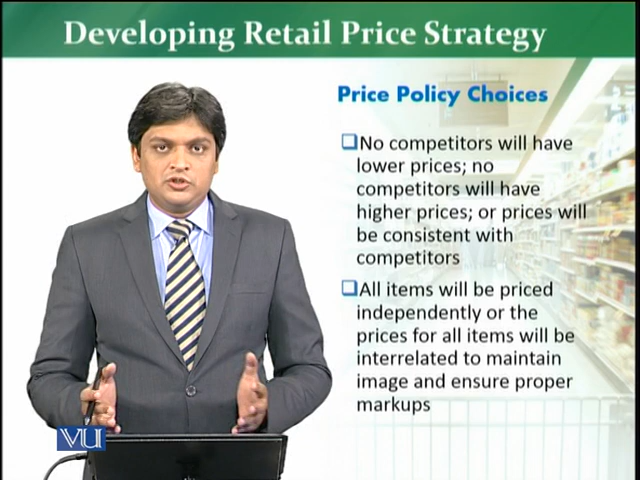 Developing Retail Price Strategy
Price Policy Choices
No competitors will have
lower prices; no
competitors will have
higher prices; or prices will
be consistent with
competitors
All items will be priced
independently or the
prices for all items will be
interrelated to maintain
image and ensure proper
markups
VU